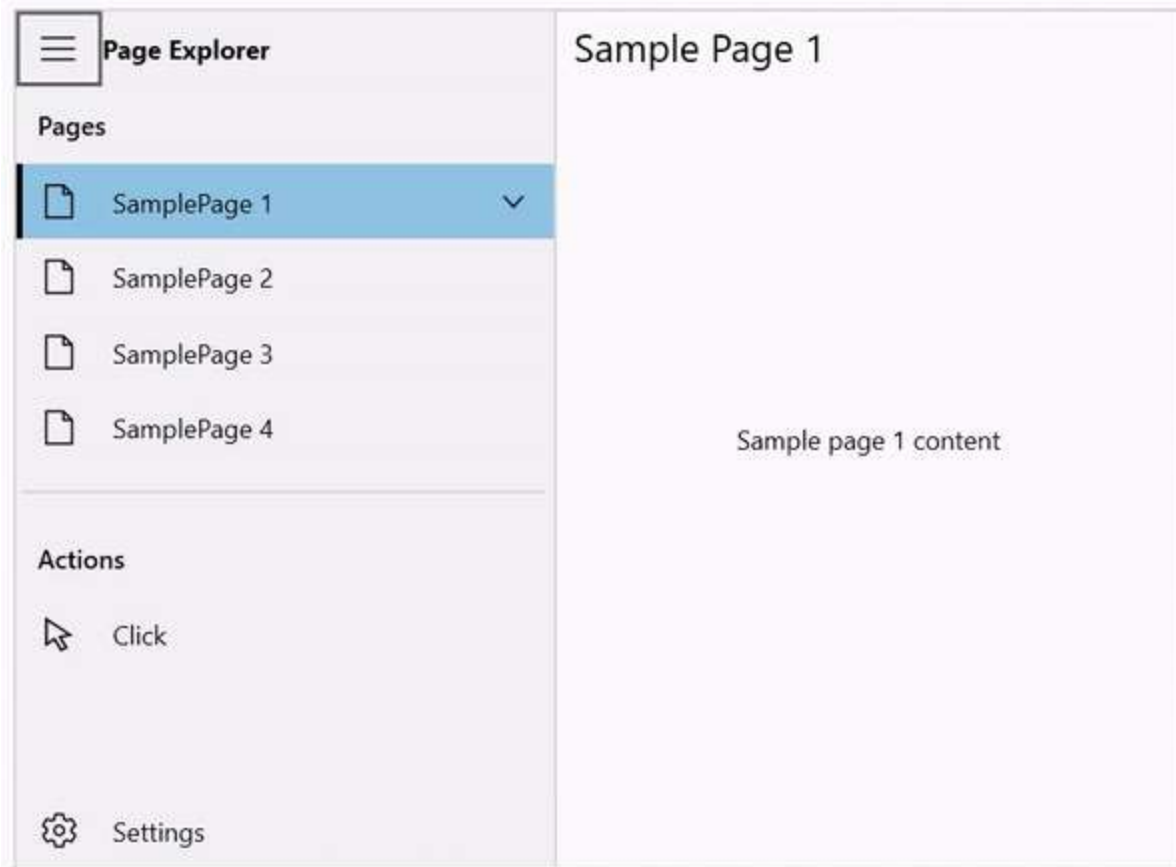 Page Explorer
Pages
SamplePage 1
SamplePage 2
SamplePage 3
SamplePage 4
Actions
Click
Settings
Sample Page 1
Sample page 1 content